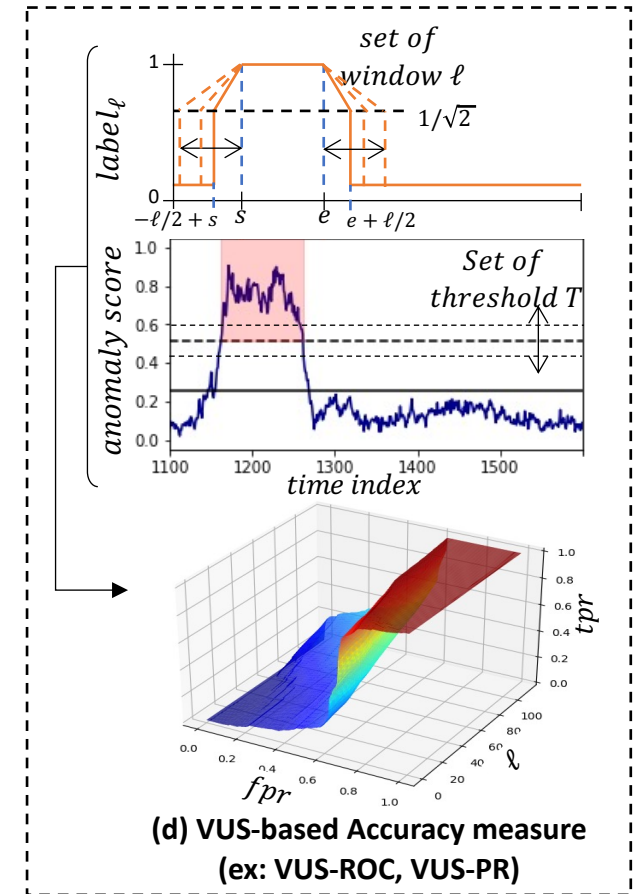 set of
window ℓ
1
1/√2
label_ℓ
0
−ℓ/2 + s
s
e
e + ℓ/2
1.0
0.8
0.6
0.4
0.2
0.0
anomaly score
Set of
threshold T
1100
1200
1300
1400
1500
time index
1.0
0.8
0.6
0.4
0.2
0.0
tpr
0.0
0.2
0.4
0.6
0.8
1.0
fpr
0
20
40
60
80
100
ℓ
(d) VUS-based Accuracy measure
(ex: VUS-ROC, VUS-PR)